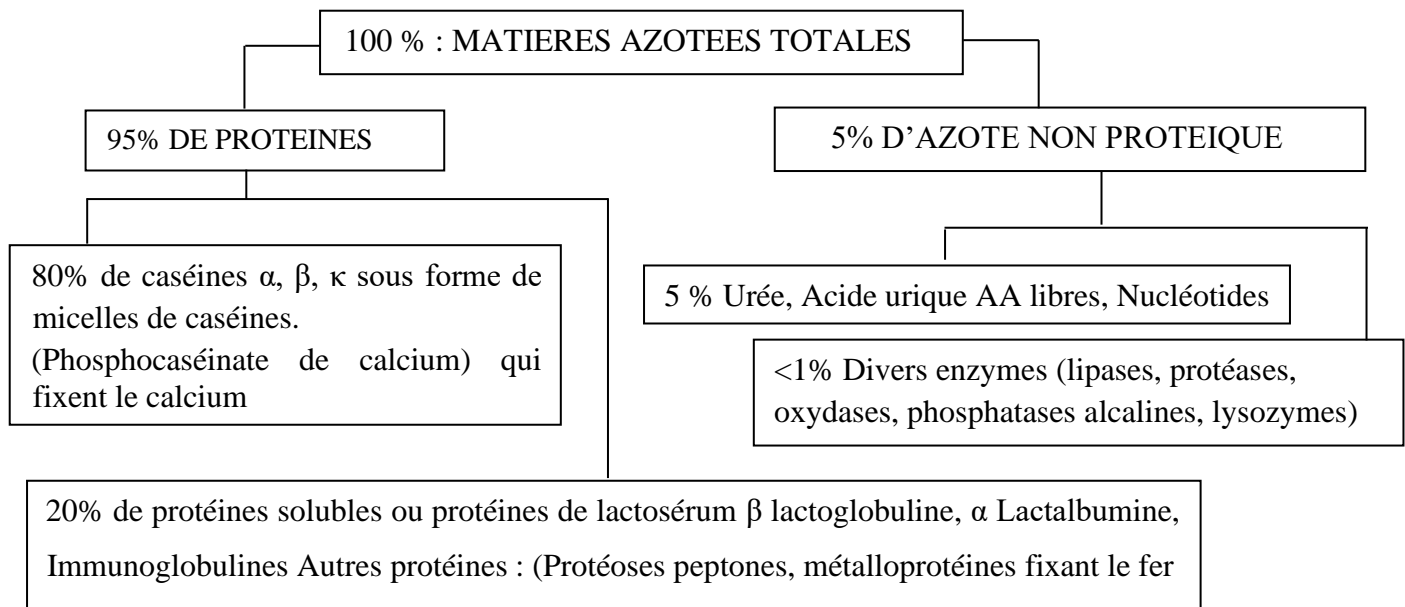 100 % : MATIERES AZOTEES TOTALES
95% DE PROTEINES
5% D’AZOTE NON PROTEIQUE
80% de caséines α, β, κ sous forme de
micelles de caséines.
(Phosphocaséinate de calcium) qui
fixent le calcium
5 % Urée, Acide urique AA libres, Nucléotides
<1% Divers enzymes (lipases, protéases,
oxydases, phosphatases alcalines, lysozymes)
20% de protéines solubles ou protéines de lactosérum β lactoglobuline, α Lactalbumine,
Immunoglobulines Autres protéines : (Protéoses peptones, métalloprotéines fixant le fer